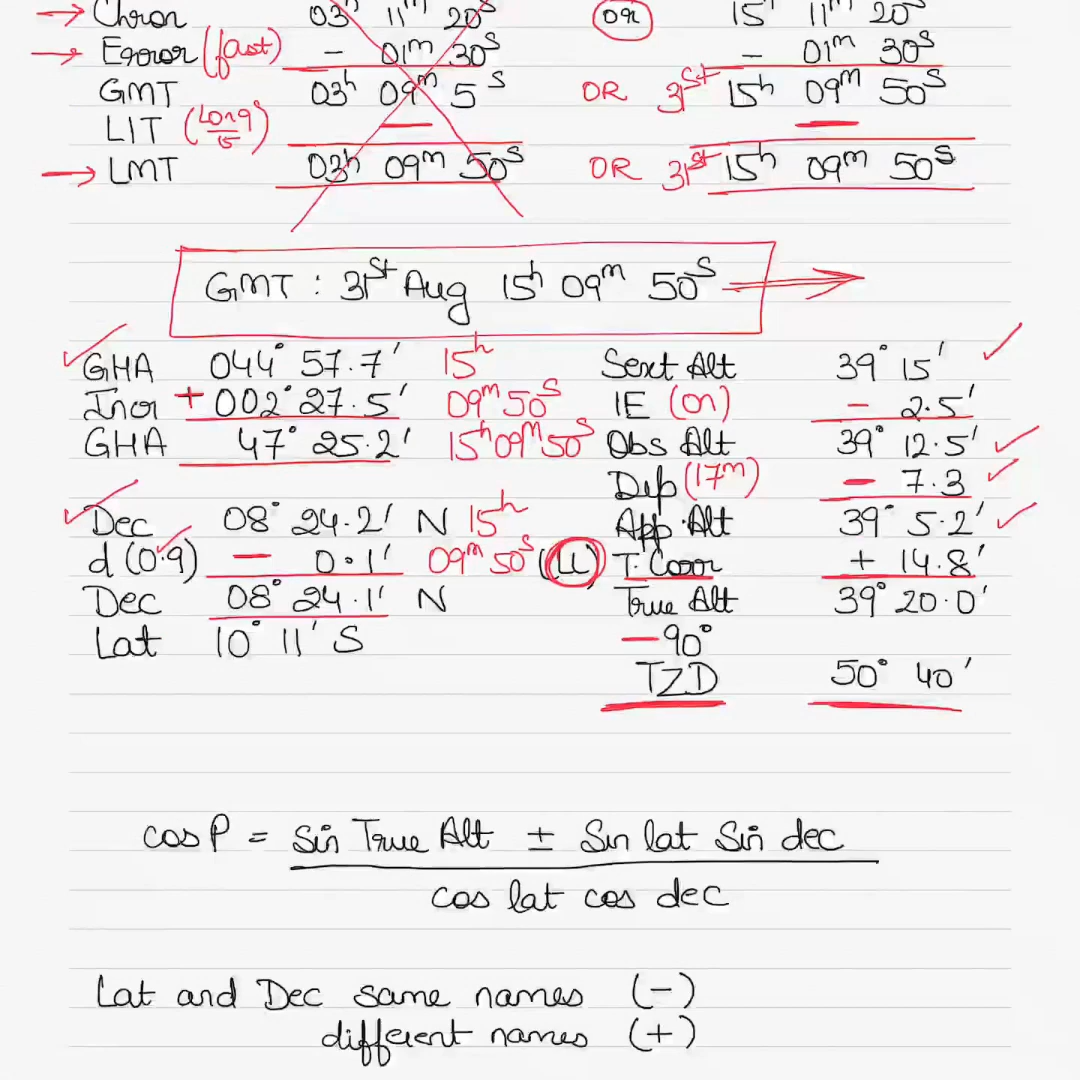 → Chron 03ʰ 11ᵐ 20ˢ OR 15ʰ 11ᵐ 20ˢ
→ Error (fast) − 01ᵐ 30ˢ − 01ᵐ 30ˢ
GMT 03ʰ 09ᵐ 5ˢ OR 31ˢᵗ 15ʰ 09ᵐ 50ˢ
LIT (Long/15) — —
→ LMT 03ʰ 09ᵐ 50ˢ OR 31ˢᵗ 15ʰ 09ᵐ 50ˢ
GMT : 31ˢᵗ Aug 15ʰ 09ᵐ 50ˢ
GHA 044° 57.7' 15ʰ
Incr + 002° 27.5' 09ᵐ 50ˢ
GHA 47° 25.2' 15ʰ 09ᵐ 50ˢ
Dec 08° 24.2' N 15ʰ
d (0.9) − 0.1' 09ᵐ 50ˢ
Dec 08° 24.1' N
Lat 10° 11' S
Sext Alt 39° 15'
IE (on) − 2.5'
Obs Alt 39° 12.5'
Dip (17ᵐ) − 7.3
App. Alt 39° 5.2'
(LL) T. Corr + 14.8'
True Alt 39° 20.0'
− 90°
TZD 50° 40'
cos P = Sin True Alt ± Sin lat Sin dec
cos lat cos dec
Lat and Dec same names (−)
different names (+)